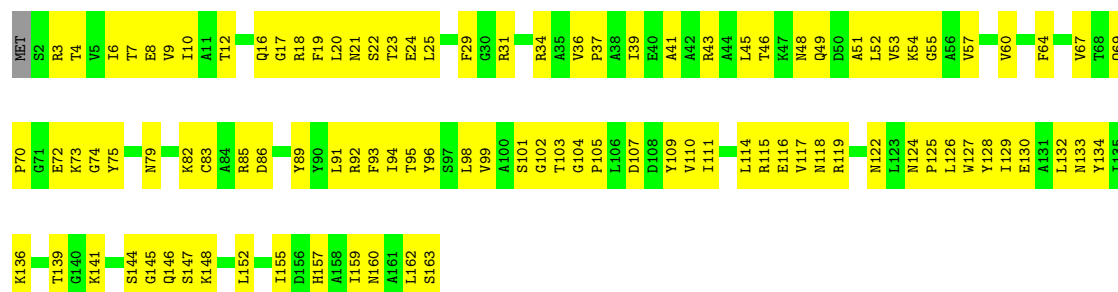 MET S2 R3 T4 V5 I6 T7 E8 V9 I10 A11 T12 Q16 G17 R18 F19 L20 N21 S22 T23 E24 L25 F29 G30 R31 R34 A35 V36 P37 A38 I39 E40 A41 A42 R43 A44 L45 T46 K47 N48 Q49 D50 A51 L52 V53 K54 G55 A56 V57 V60 F64 V67 T68 Q69
P70 G71 E72 K73 G74 Y75 N79 K82 C83 A84 R85 D86 Y89 Y90 L91 R92 F93 I94 T95 Y96 S97 L98 V99 A100 S101 G102 T103 G104 P105 L106 D107 D108 Y109 V110 I111 L114 R115 E116 V117 N118 R119 N122 L123 N124 P125 L126 W127 Y128 I129 E130 A131 L132 N133 Y134 I135
K136 T139 G140 K141 S144 G145 Q146 S147 K148 L152 I155 D156 H157 A158 I159 N160 A161 L162 S163